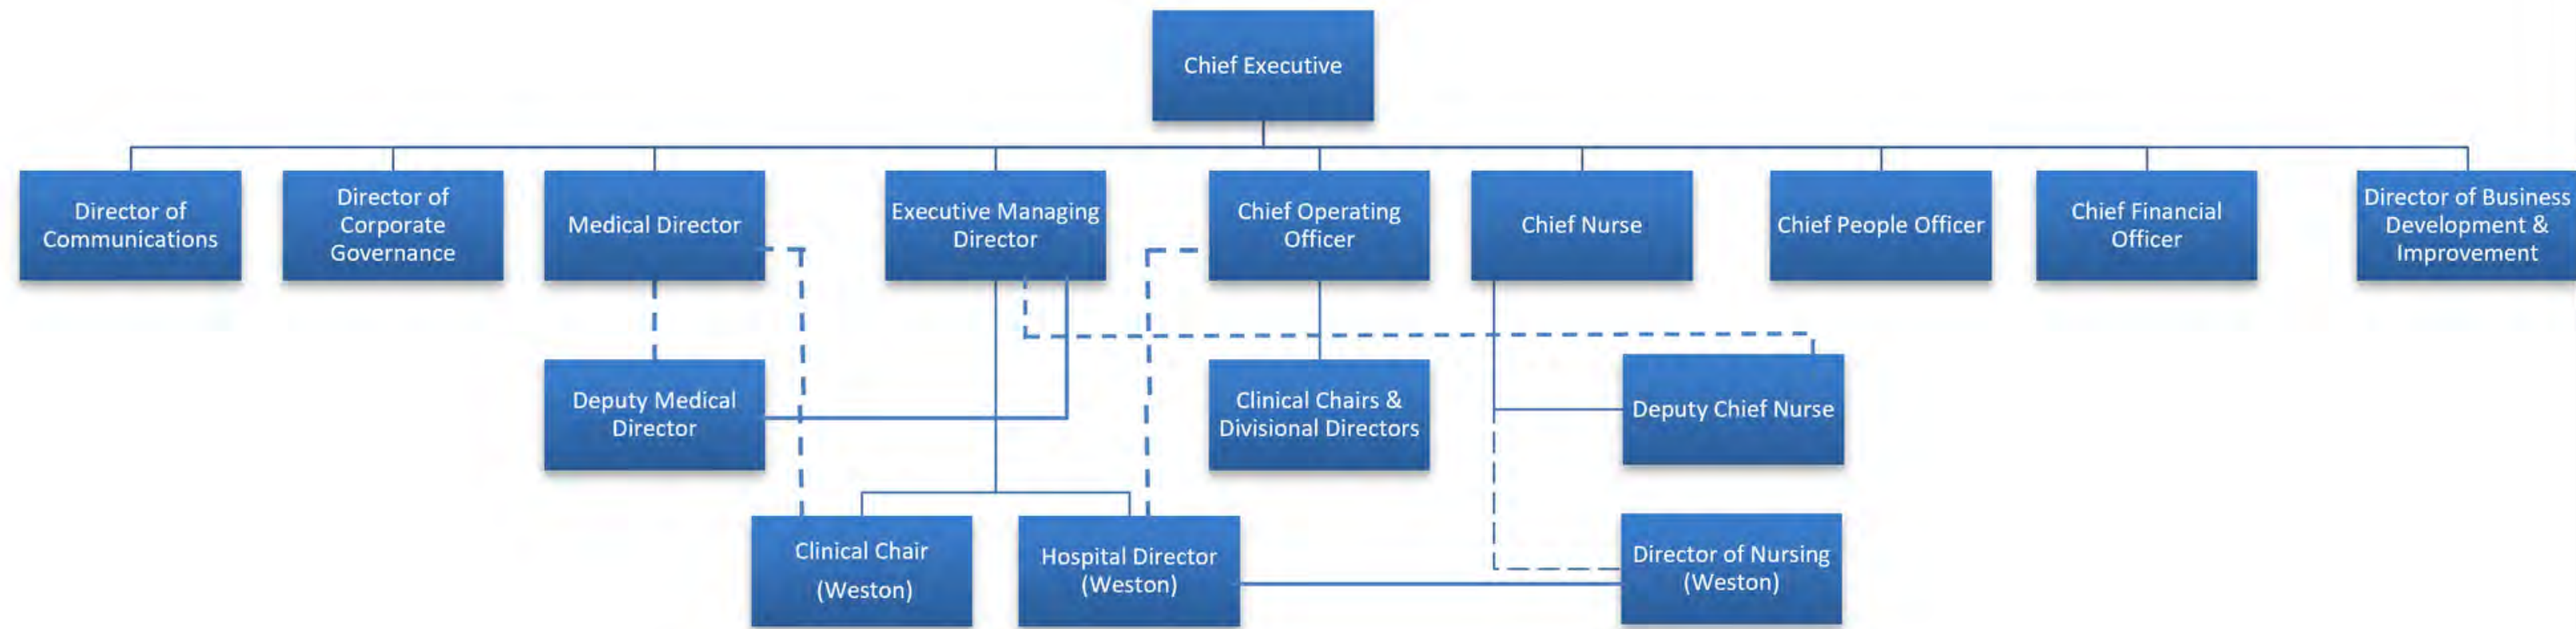 Chief Executive
Director of
Communications
Director of
Corporate
Governance
Medical Director
Executive Managing
Director
Chief Operating
Officer
Chief Nurse
Chief People Officer
Chief Financial
Officer
Director of Business
Development &
Improvement
Deputy Medical
Director
Clinical Chairs &
Divisional Directors
Deputy Chief Nurse
Clinical Chair
(Weston)
Hospital Director
(Weston)
Director of Nursing
(Weston)